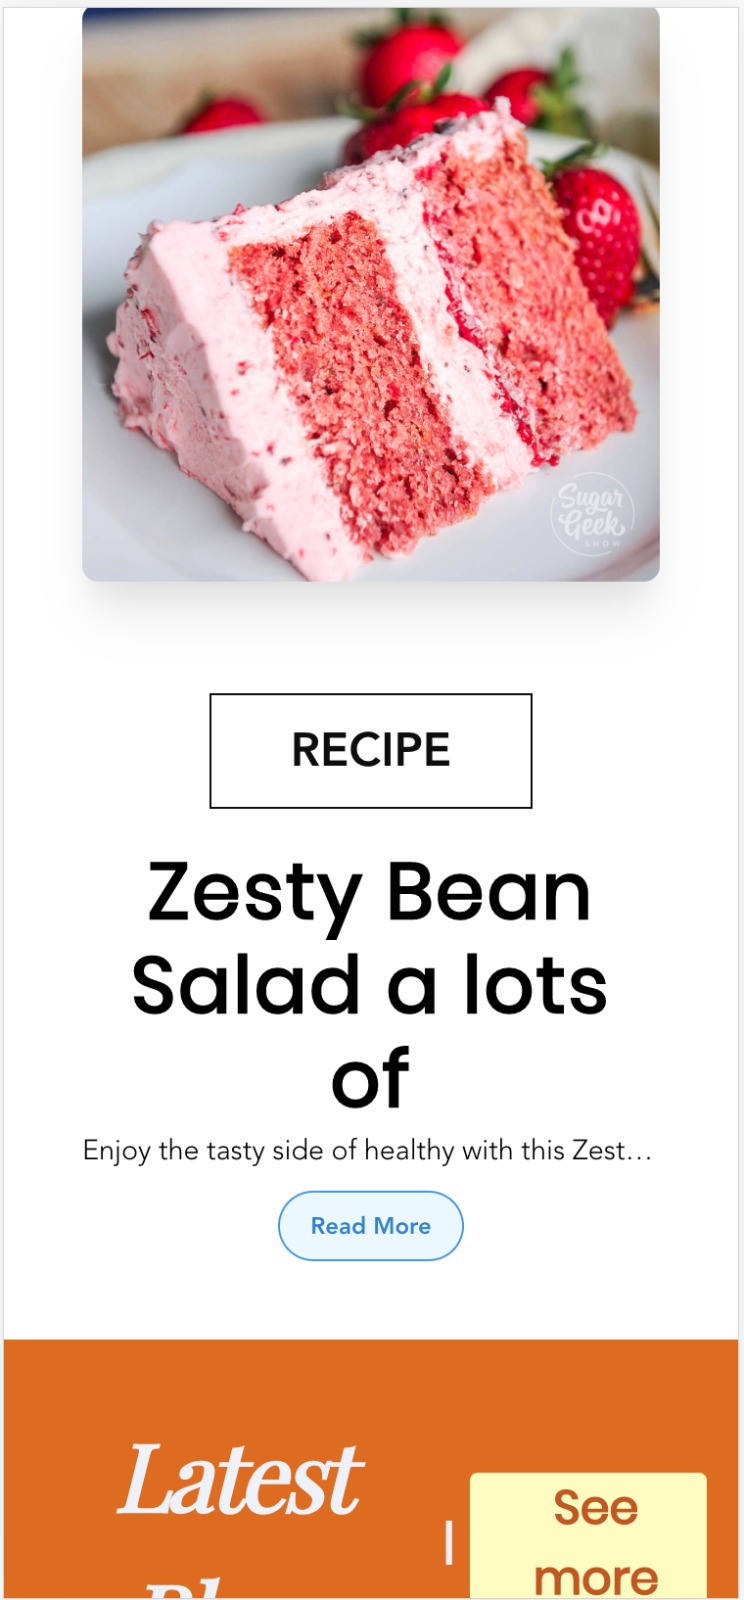 Sugar
Geek
SHOW
RECIPE
Zesty Bean
Salad a lots
of
Enjoy the tasty side of healthy with this Zest...
Read More
Latest
|
See
more